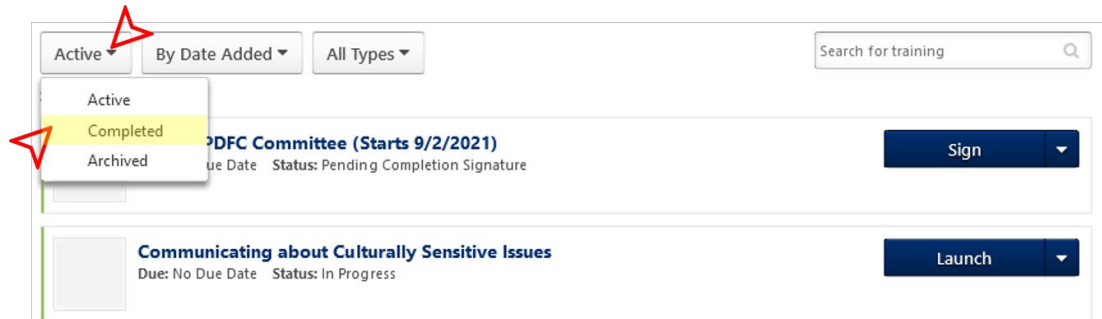 Active By Date Added All Types Search for training
Active
Completed
Archived
PDFC Committee (Starts 9/2/2021)
ue Date Status: Pending Completion Signature
Sign
Communicating about Culturally Sensitive Issues
Due: No Due Date Status: In Progress
Launch